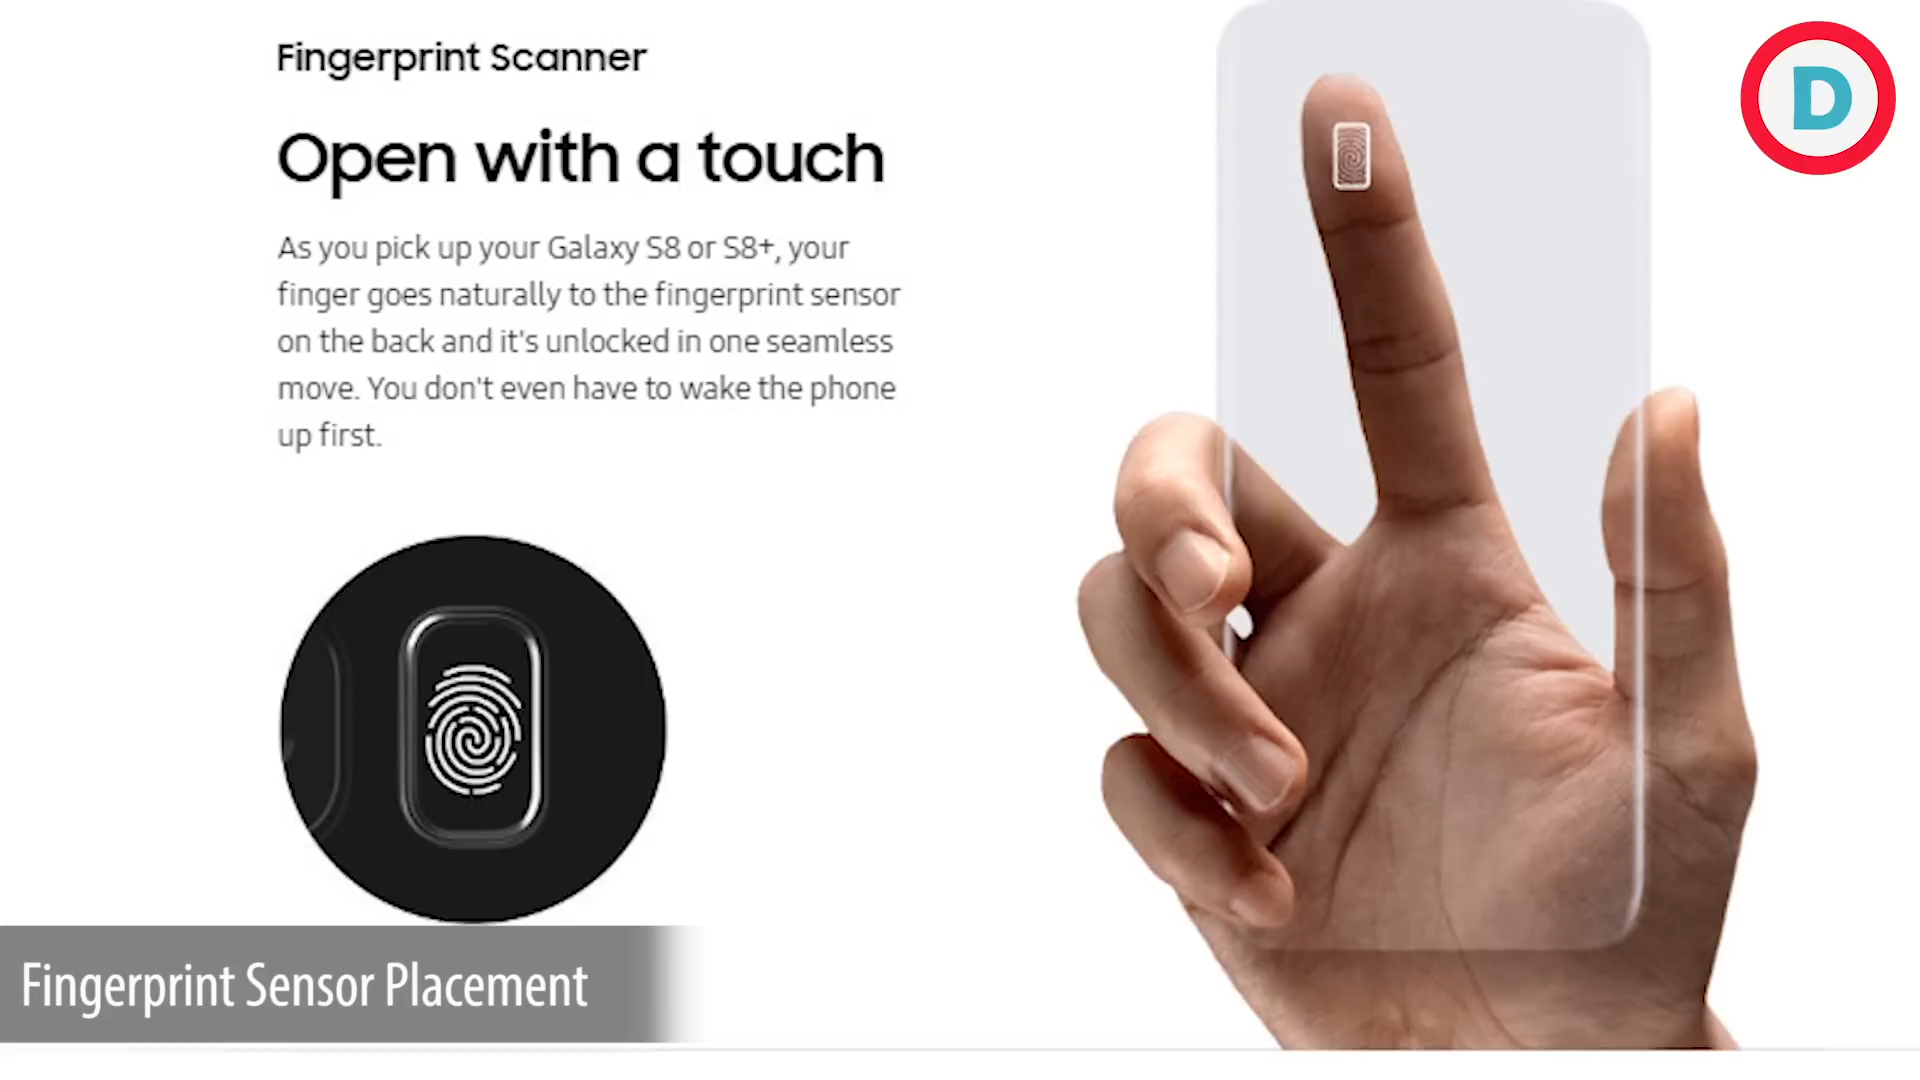 Fingerprint Scanner
Open with a touch
As you pick up your Galaxy S8 or S8+, your
finger goes naturally to the fingerprint sensor
on the back and it's unlocked in one seamless
move. You don't even have to wake the phone
up first.
D
Fingerprint Sensor Placement